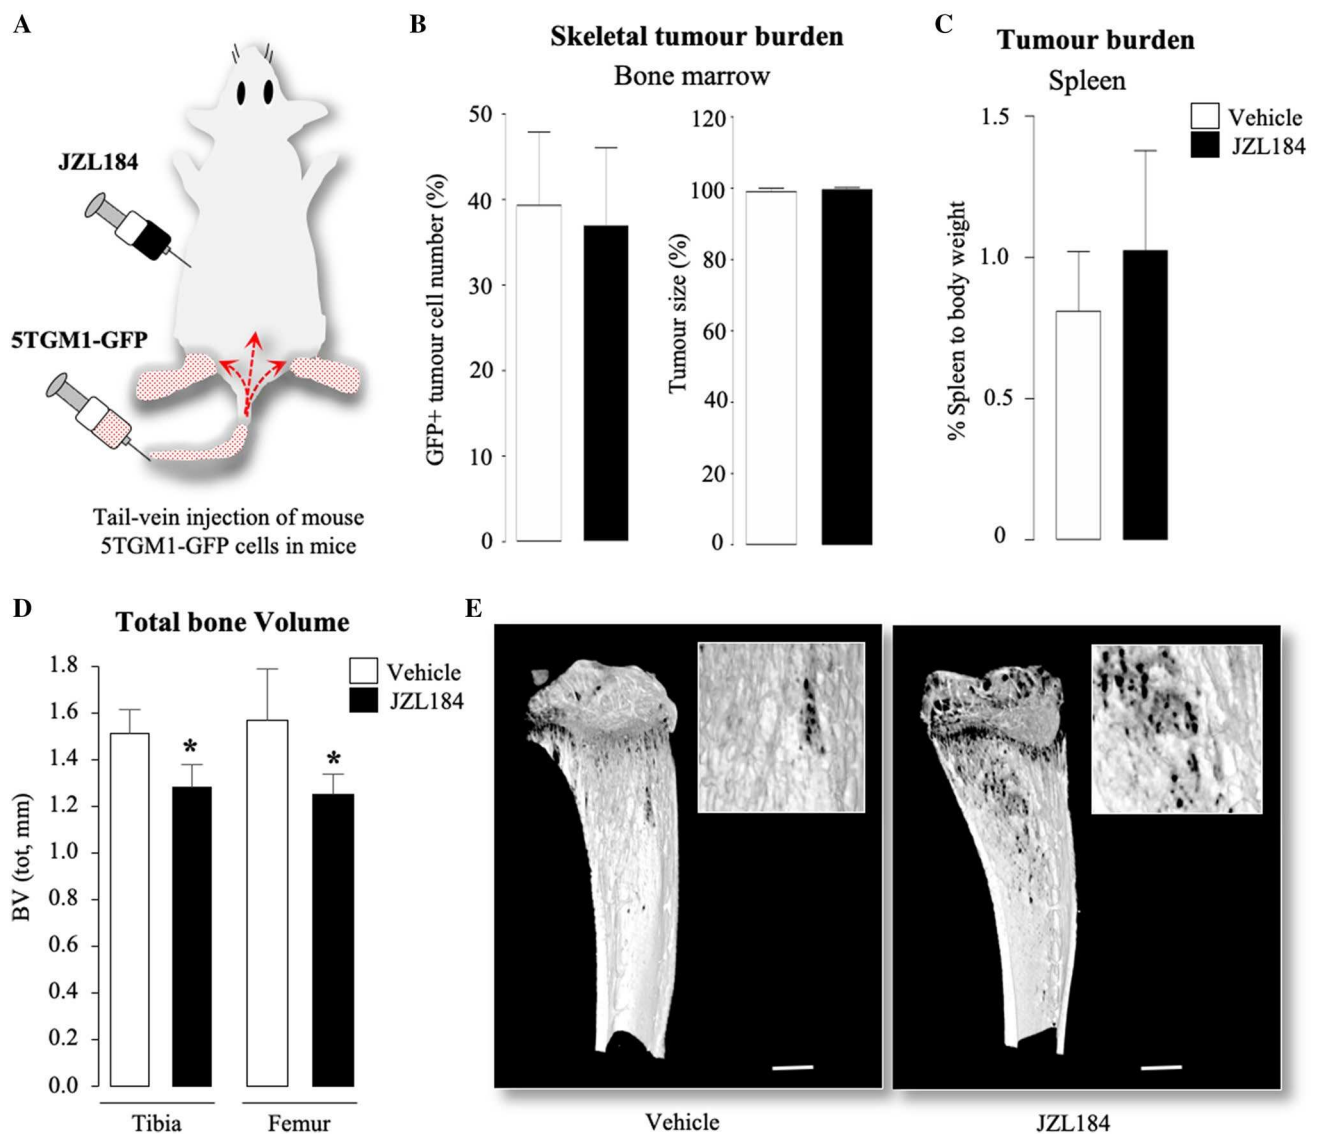 A
JZL184
5TGM1-GFP
Tail-vein injection of mouse
5TGM1-GFP cells in mice
B
Skeletal tumour burden
Bone marrow
GFP+ tumour cell number (%)
50
40
30
20
10
0
Tumour size (%)
120
100
80
60
40
20
0
C
Tumour burden
Spleen
Vehicle
JZL184
% Spleen to body weight
1.5
1.0
0.5
0
D
Total bone Volume
Vehicle
JZL184
BV (tot, mm)
1.8
1.6
1.4
1.2
1.0
0.8
0.6
0.4
0.2
0.0
*
*
Tibia
Femur
E
Vehicle
JZL184